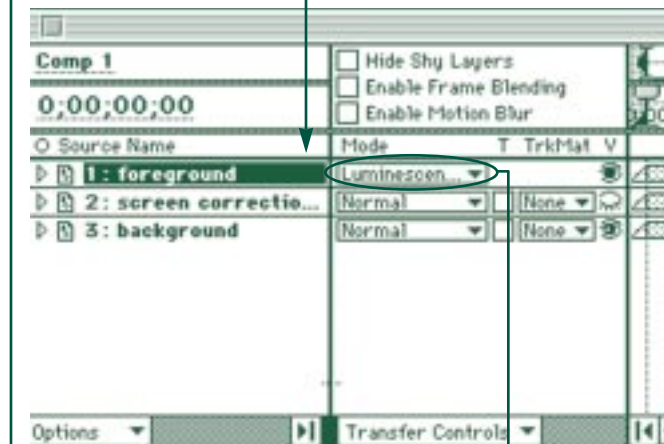 Comp 1
Hide Shy Layers
Enable Frame Blending
0;00;00;00
Enable Motion Blur
Source Name Mode T TrkMat V
1: foreground Luminescen...
2: screen correctio... Normal None
3: background Normal None
Options Transfer Controls